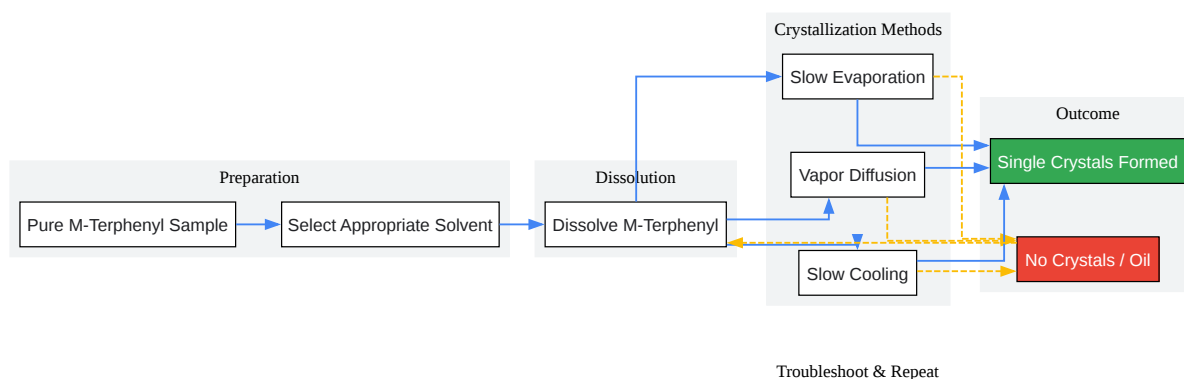 Preparation
Pure M-Terphenyl Sample
Select Appropriate Solvent
Dissolution
Dissolve M-Terphenyl
Crystallization Methods
Slow Evaporation
Vapor Diffusion
Slow Cooling
Outcome
Single Crystals Formed
No Crystals / Oil
Troubleshoot & Repeat